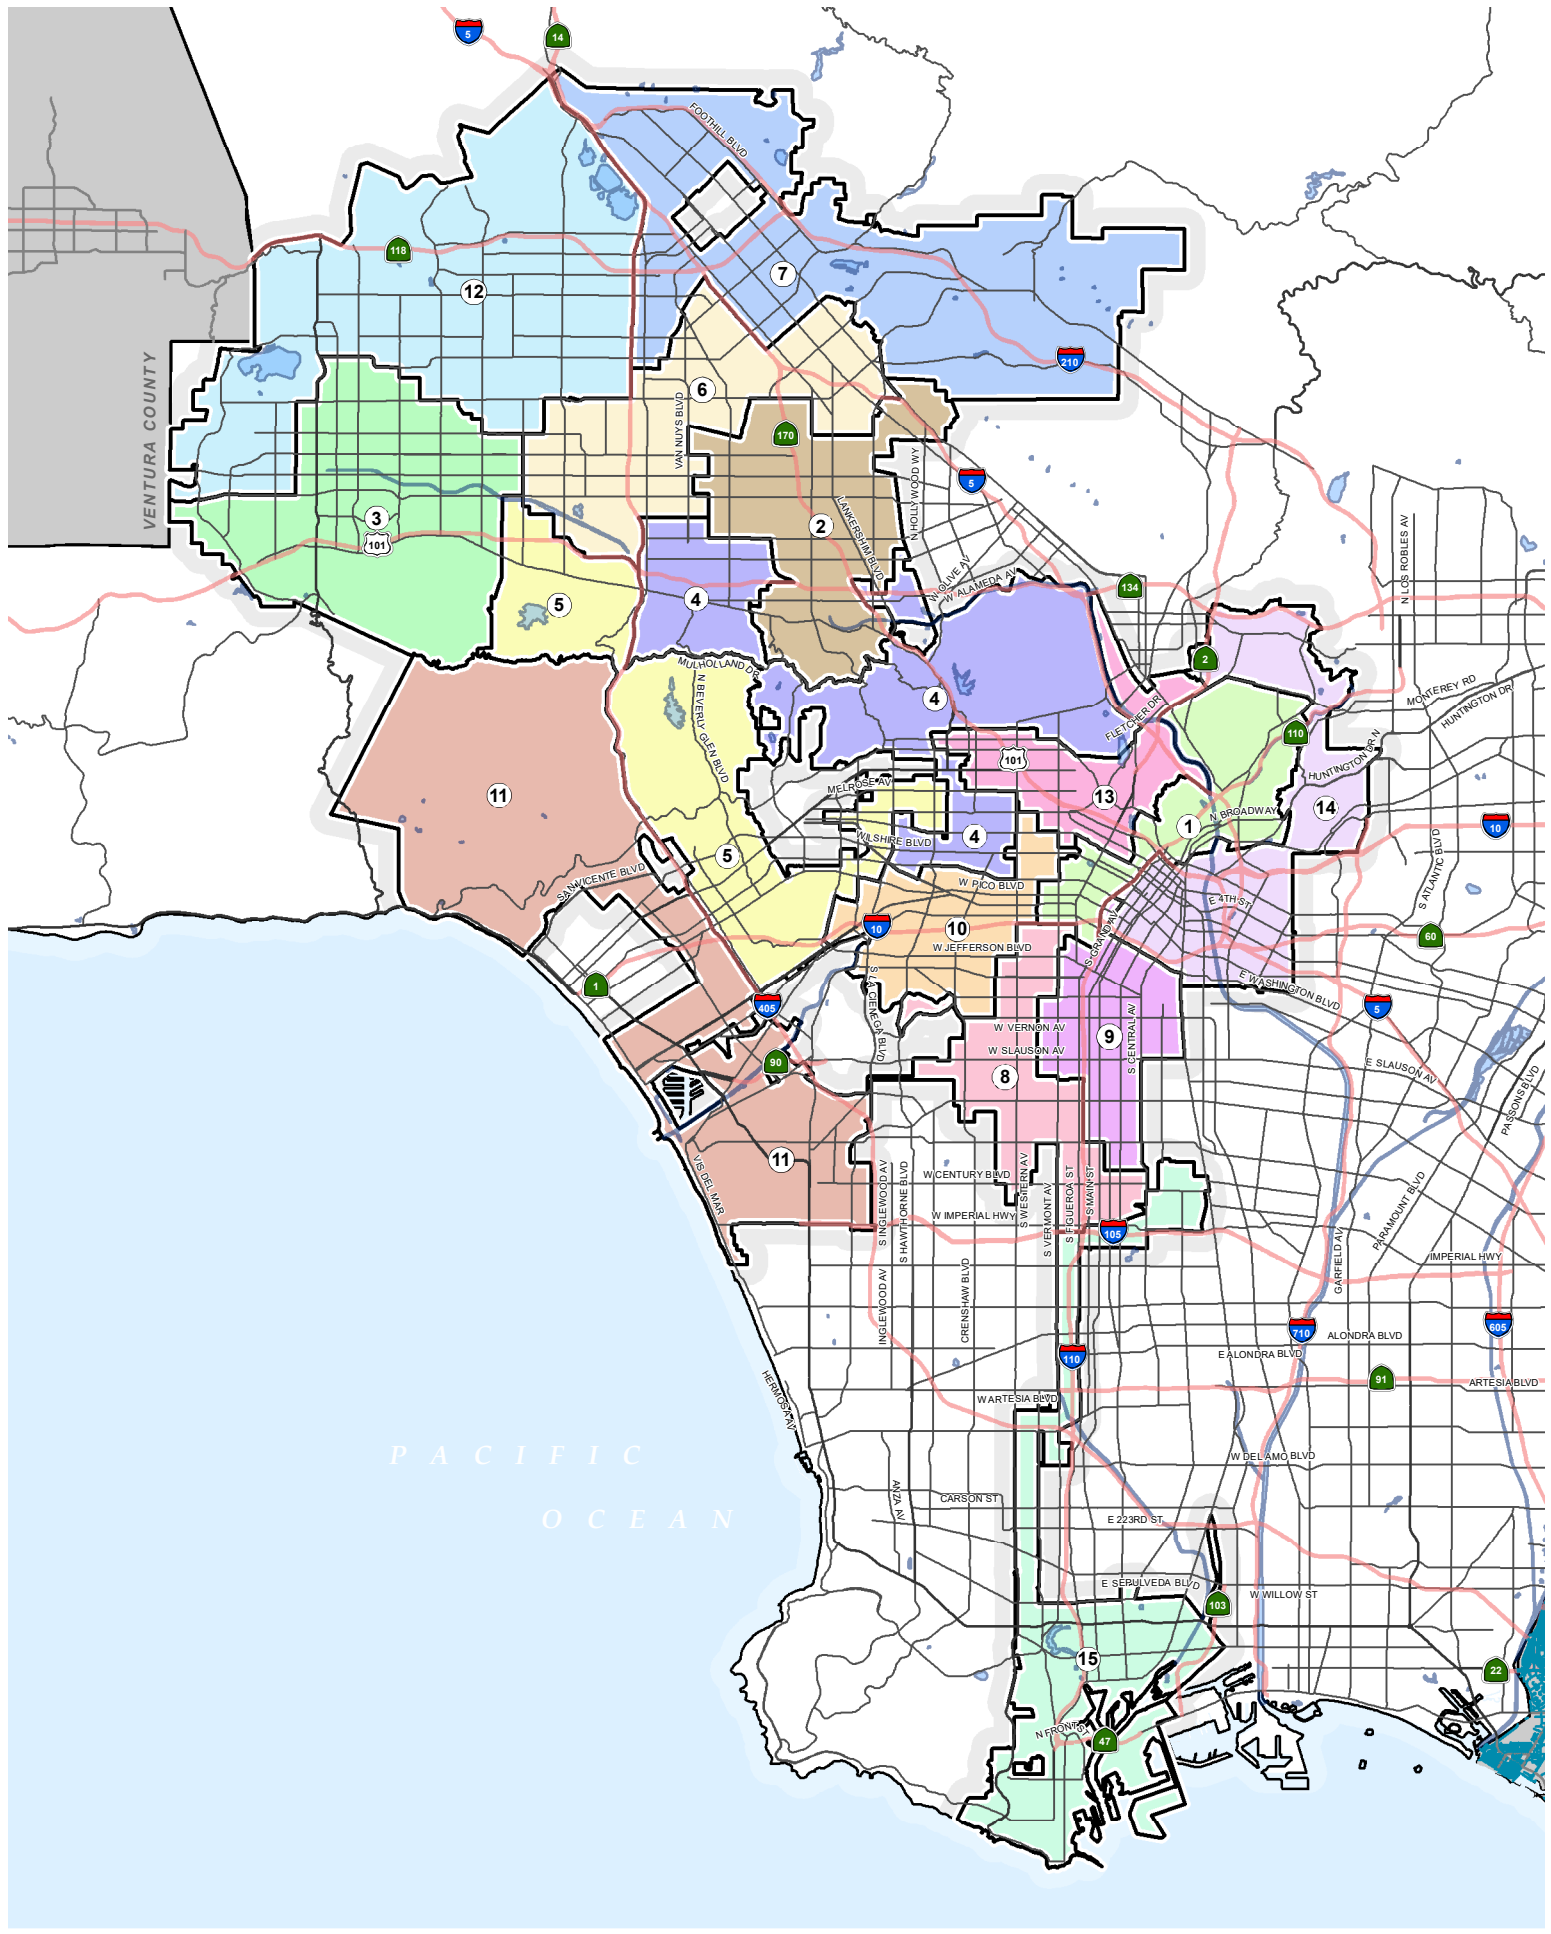 5
14
FOOTHILL BLVD
118
7
12
210
VENTURA COUNTY
6
VAN NUYS BLVD
170
N HOLLYWOOD WY
5
3
101
2
LANKERSHIM BLVD
N LOS ROBLES AV
W OLIVE AV
W ALAMEDA AV
134
5
4
MULHOLLAND DR
2
N BEVERLY GLEN BLVD
4
MONTEREY RD
HUNTINGTON DR
FLETCHER DR
110
HUNTINGTON DR N
101
MELROSE AV
11
13
14
N BROADWAY
1
10
WILSHIRE BLVD
4
5
S ATLANTIC BLVD
SAN VICENTE BLVD
W PICO BLVD
E 4TH ST
S GRAND AV
10
10
60
W JEFFERSON BLVD
1
S LA CIENEGA BLVD
E WASHINGTON BLVD
405
5
W VERNON AV
S CENTRAL AV
9
W SLAUSON AV
90
8
E SLAUSON AV
PASSONS BLVD
11
VIS DEL MAR
W CENTURY BLVD
S INGLEWOOD AV
S HAWTHORNE BLVD
S WESTERN AV
S VERMONT AV
S FIGUEROA ST
S MAIN ST
W IMPERIAL HWY
105
PARAMOUNT BLVD
GARFIELD AV
IMPERIAL HWY
INGLEWOOD AV
CRENSHAW BLVD
710
605
ALONDRA BLVD
110
E ALONDRA BLVD
91
ARTESIA BLVD
HERMOSA AV
W ARTESIA BLVD
PACIFIC
W DEL AMO BLVD
ANZA AV
CARSON ST
OCEAN
E 223RD ST
E SEPULVEDA BLVD
W WILLOW ST
103
15
22
N FRONT ST
47